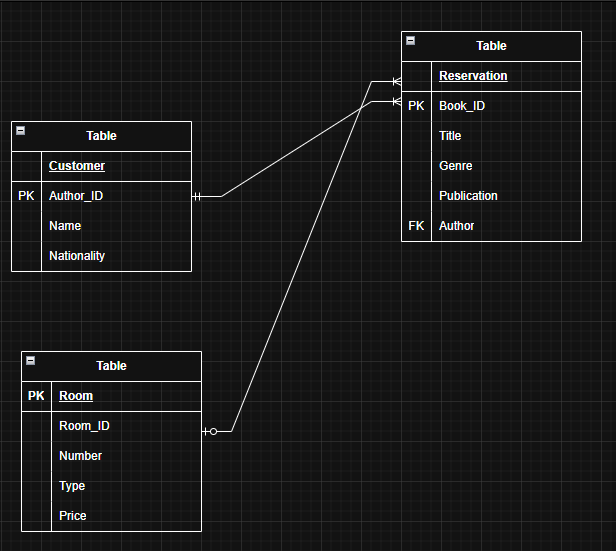 Table
Reservation
PK Book_ID
Title
Genre
Publication
FK Author
Table
Customer
PK Author_ID
Name
Nationality
Table
PK Room
Room_ID
Number
Type
Price